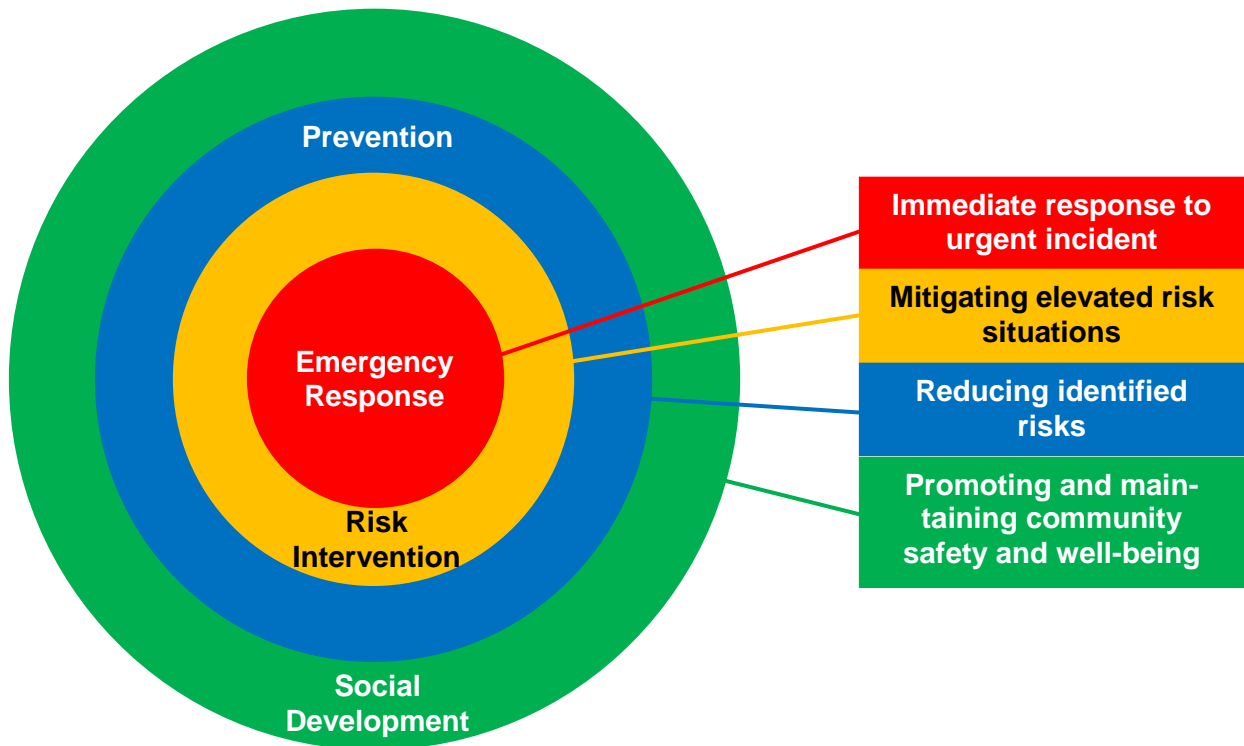 Prevention
Emergency
Response
Risk
Intervention
Social
Development
Immediate response to
urgent incident
Mitigating elevated risk
situations
Reducing identified
risks
Promoting and main-
taining community
safety and well-being